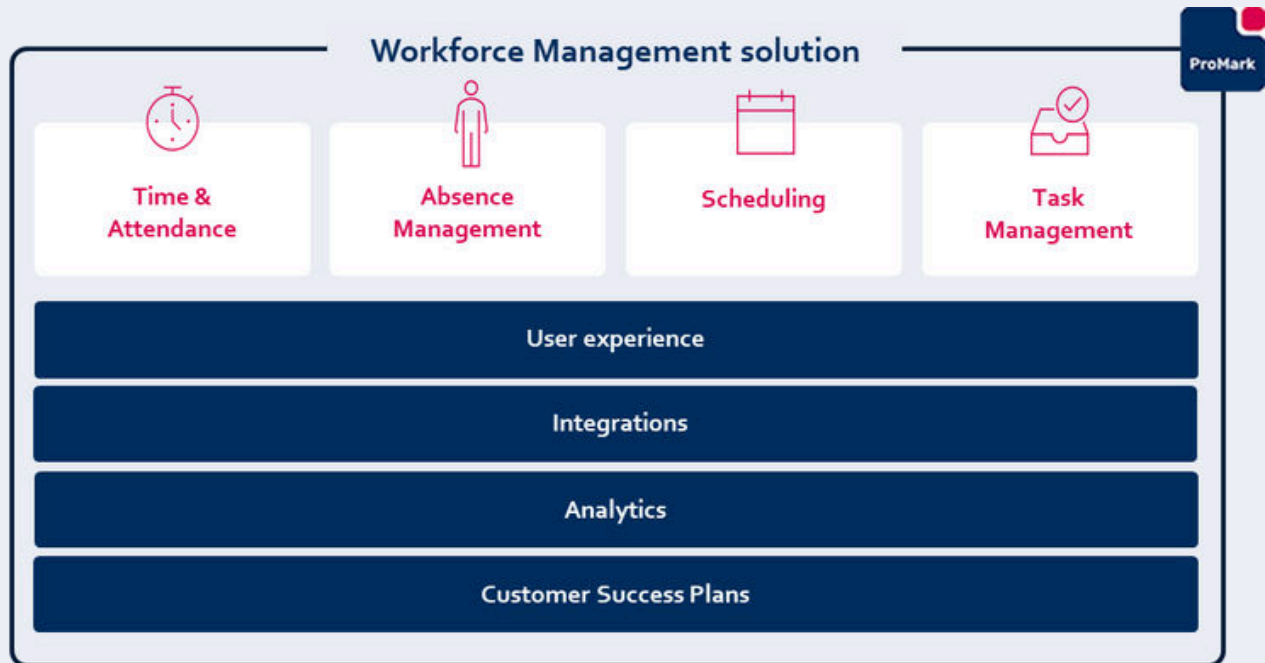 Workforce Management solution
ProMark
Time &
Attendance
Absence
Management
Scheduling
Task
Management
User experience
Integrations
Analytics
Customer Success Plans